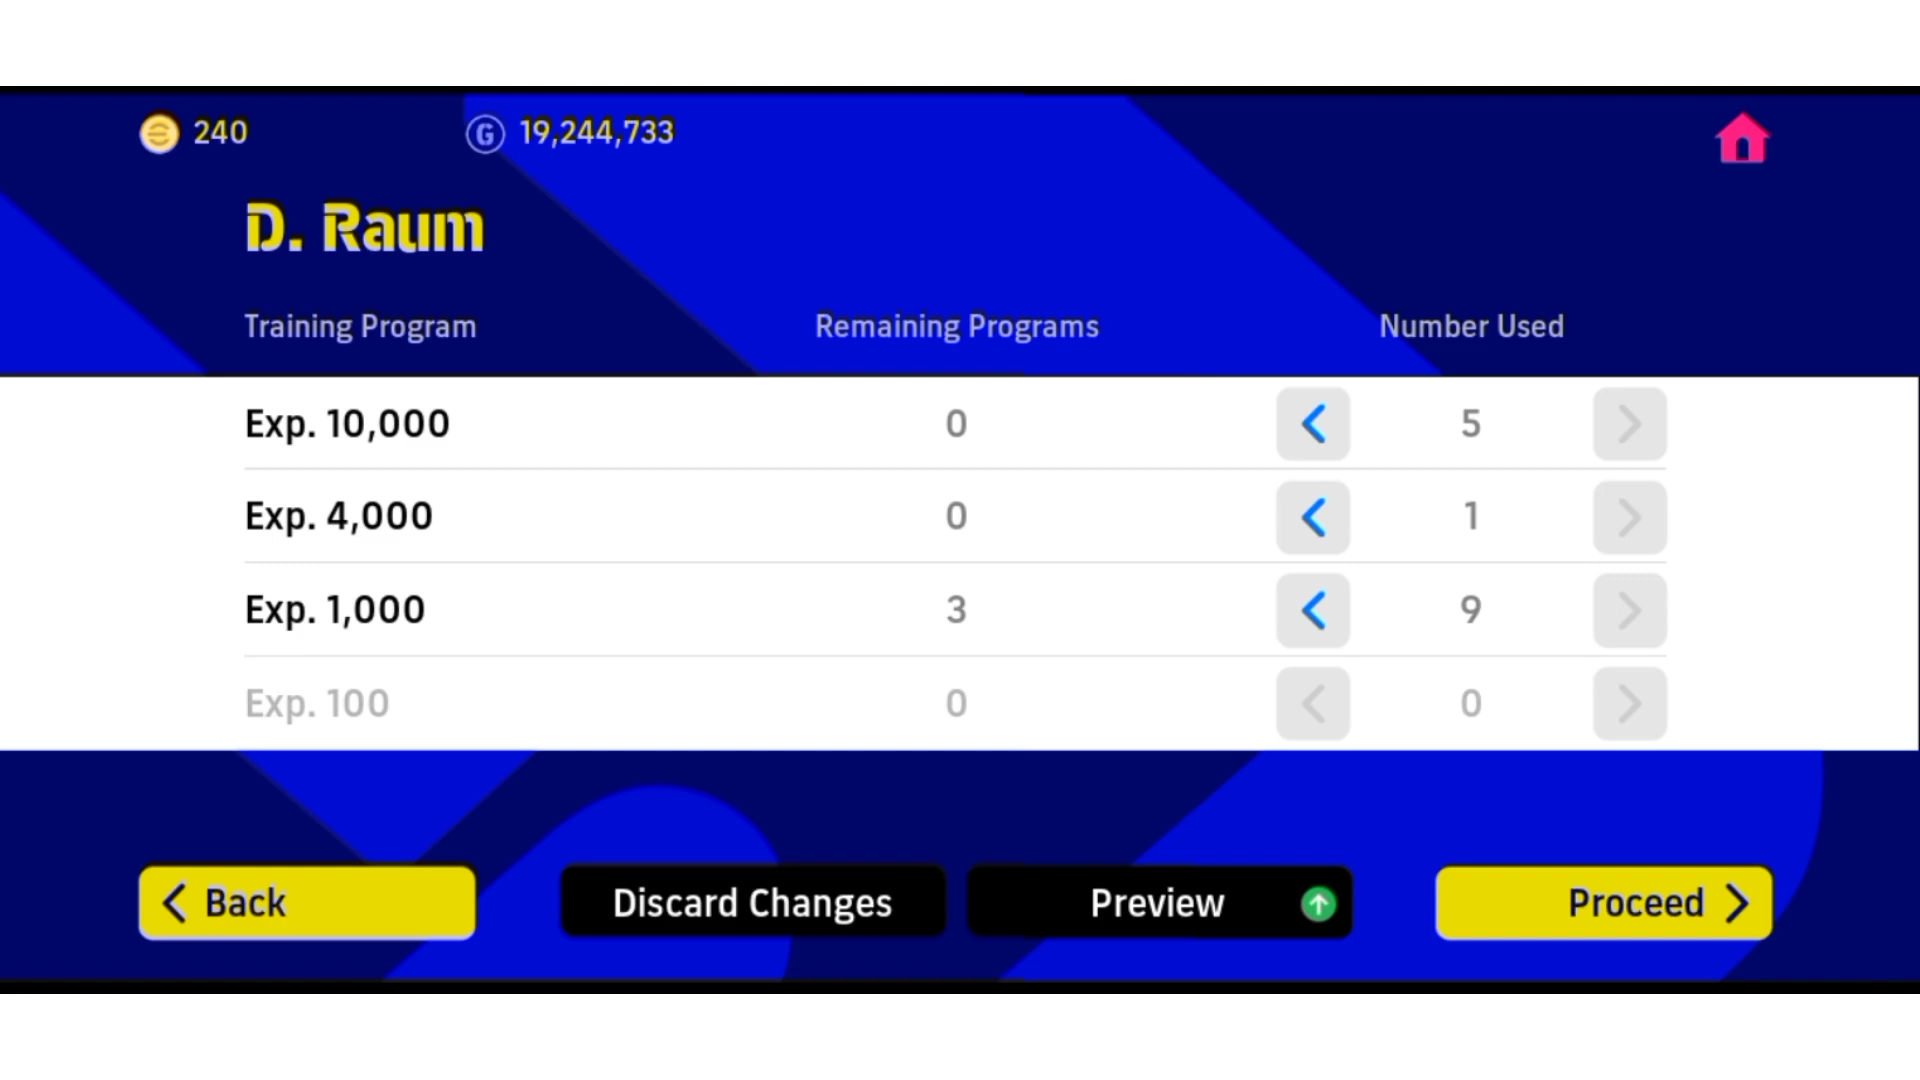 240
G 19,244,733
D. Raum
Training Program Remaining Programs Number Used
Exp. 10,000 0 5
Exp. 4,000 0 1
Exp. 1,000 3 9
Exp. 100 0 0
Back Discard Changes Preview Proceed